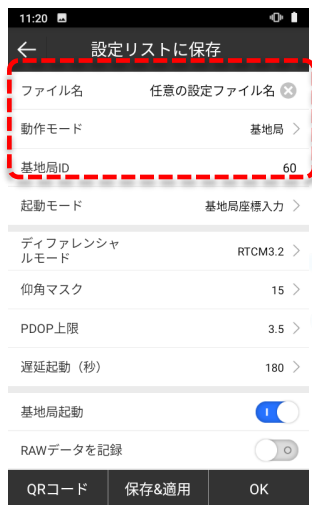 11:20
設定リストに保存
ファイル名 任意の設定ファイル名
動作モード 基地局
基地局ID 60
起動モード 基地局座標入力
ディファレンシャ
ルモード RTCM3.2
仰角マスク 15
PDOP上限 3.5
遅延起動（秒） 180
基地局起動
RAWデータを記録
QRコード 保存&適用 OK